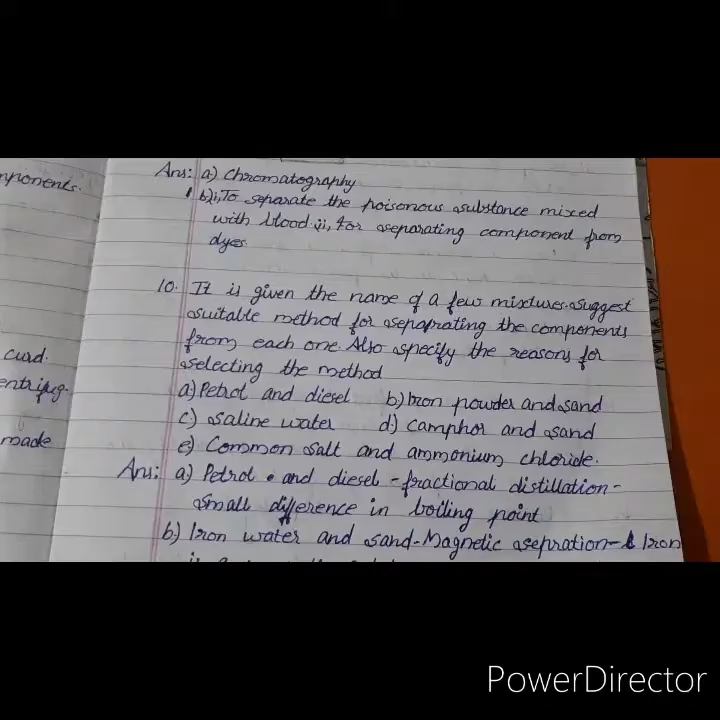 mponents.
curd.
entrifug-
made
Ans: a) Chromatography
b)i, To separate the poisonous substance mixed
with blood ii, For separating component from
dyes
10. It is given the name of a few mixtures. suggest
suitable method for separating the components
from each one. Also specify the reasons for
selecting the method
a) Petrol and diesel b) Iron powder and sand
c) saline water d) camphor and sand
e) Common salt and ammonium chloride.
Ans: a) Petrol and diesel - fractional distillation -
small difference in boiling point
b) Iron water and sand - Magnetic sepration - Iron
PowerDirector